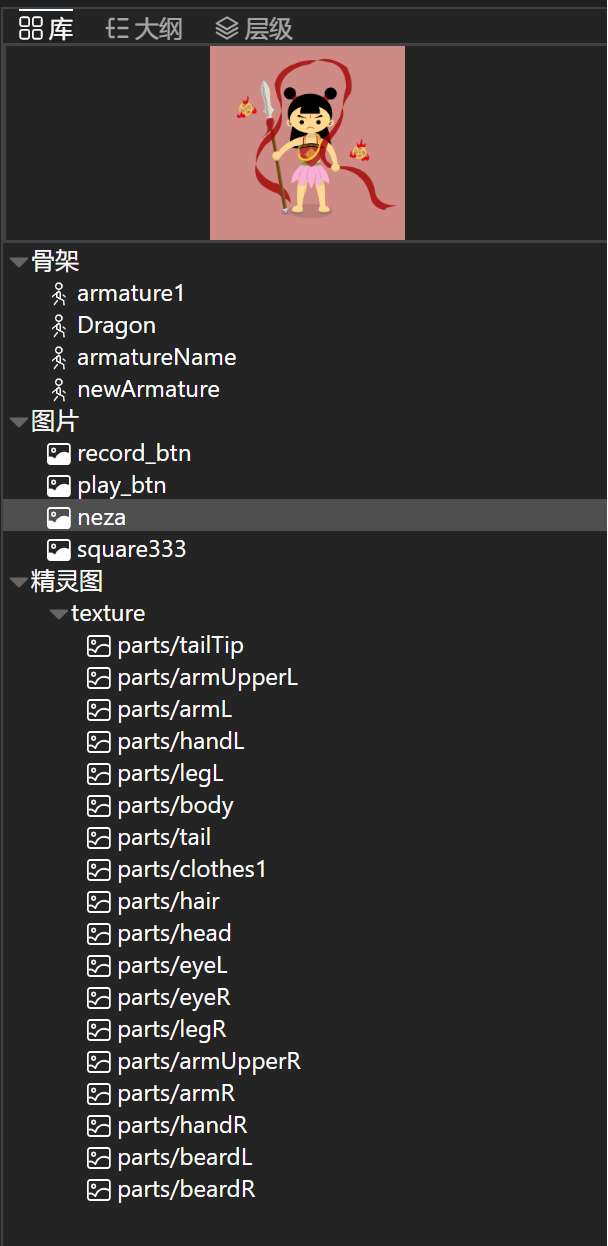 库 大纲 层级
骨架
armature1
Dragon
armatureName
newArmature
图片
record_btn
play_btn
neza
square333
精灵图
texture
parts/tailTip
parts/armUpperL
parts/armL
parts/handL
parts/legL
parts/body
parts/tail
parts/clothes1
parts/hair
parts/head
parts/eyeL
parts/eyeR
parts/legR
parts/armUpperR
parts/armR
parts/handR
parts/beardL
parts/beardR